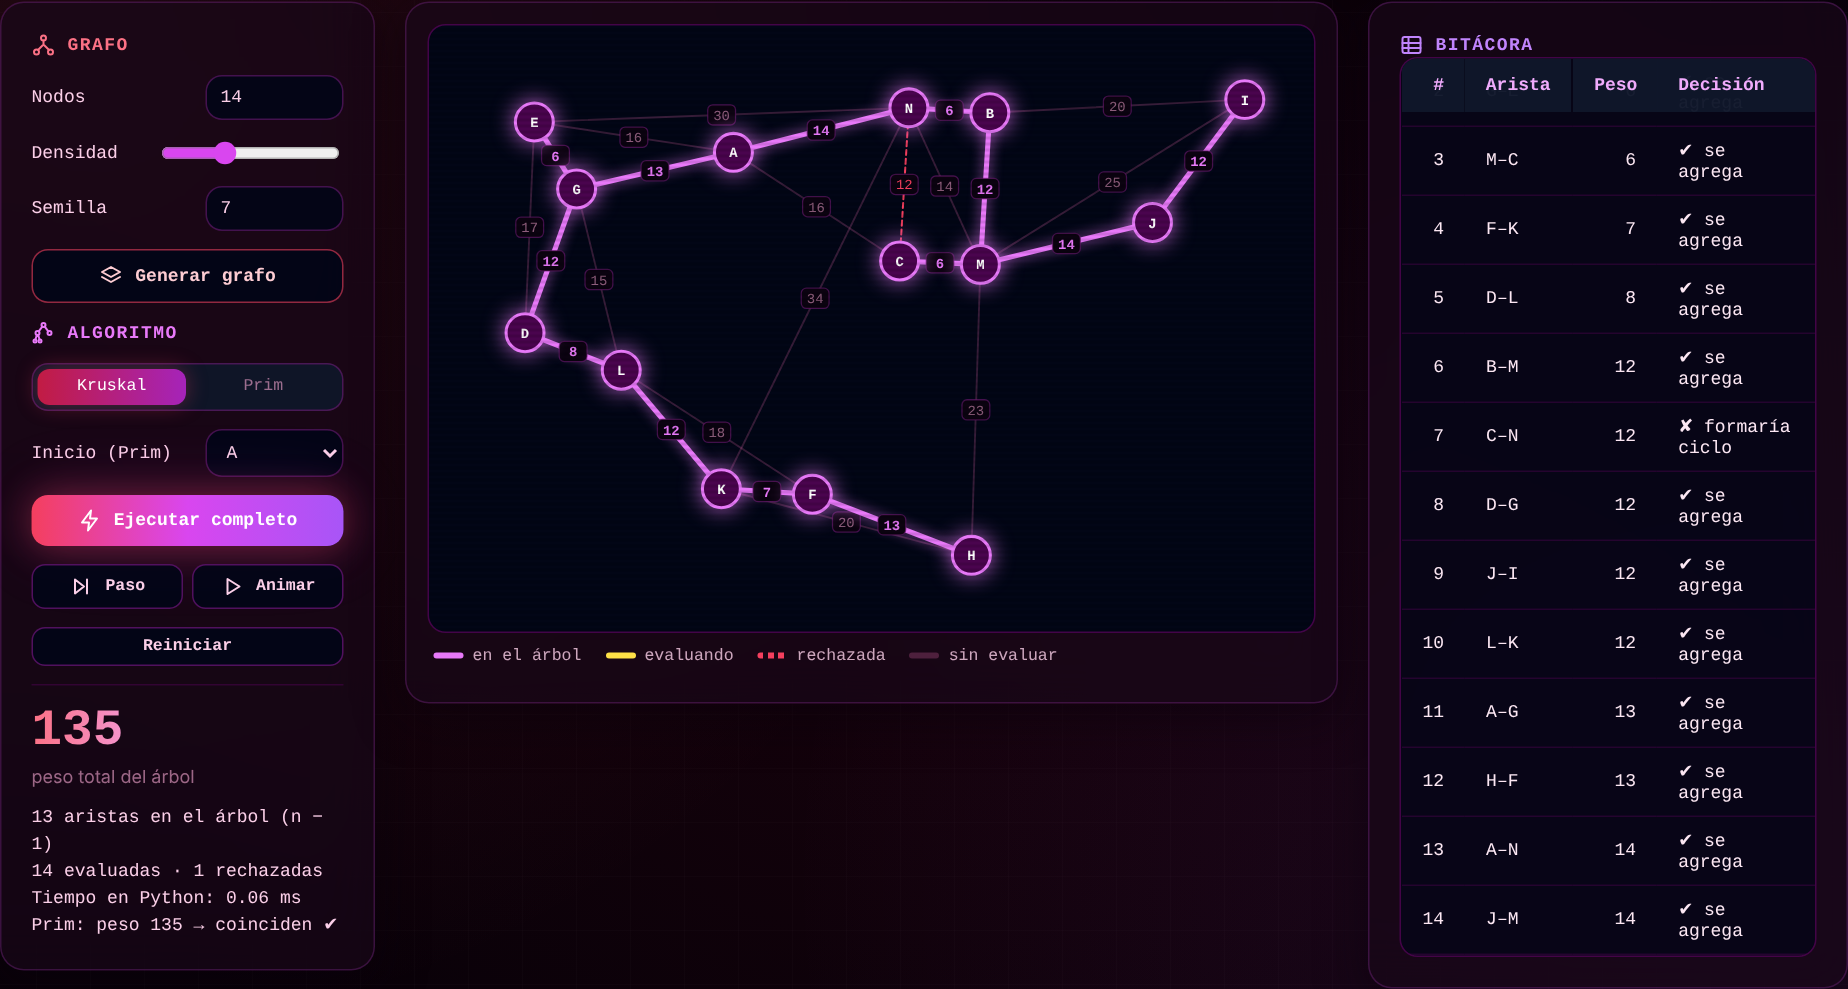 GRAFO
Nodos 14
Densidad
Semilla 7
Generar grafo
ALGORITMO
Kruskal Prim
Inicio (Prim) A
Ejecutar completo
Paso Animar
Reiniciar
135
peso total del árbol
13 aristas en el árbol (n −
1)
14 evaluadas · 1 rechazadas
Tiempo en Python: 0.06 ms
Prim: peso 135 → coinciden ✔
I
N 6 B 20
30
E 14
16
6 A
13 12
G 12 14 12 25
16
17 J
14
12 C 6 M
15
34
D
8
L
23
12 18
K 7 F
20 13
H
en el árbol evaluando rechazada sin evaluar
BITÁCORA
# Arista Peso Decisión
agrega
3 M–C 6 ✔ se
agrega
4 F–K 7 ✔ se
agrega
5 D–L 8 ✔ se
agrega
6 B–M 12 ✔ se
agrega
7 C–N 12 ✘ formaría
ciclo
8 D–G 12 ✔ se
agrega
9 J–I 12 ✔ se
agrega
10 L–K 12 ✔ se
agrega
11 A–G 13 ✔ se
agrega
12 H–F 13 ✔ se
agrega
13 A–N 14 ✔ se
agrega
14 J–M 14 ✔ se
agrega